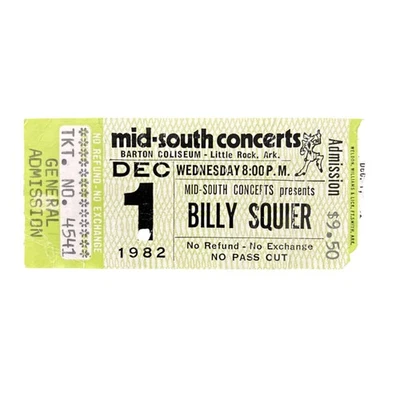 GENERAL
ADMISSION
TKT. NO. 4541
NO REFUND-NO EXCHANGE
mid-south concerts
BARTON COLISEUM - Little Rock, Ark.
DEC
1
1982
WEDNESDAY 8:00 P.M.
MID-SOUTH CONCERTS presents
BILLY SQUIER
No Refund - No Exchange
NO PASS CUT
Admission
$9.50